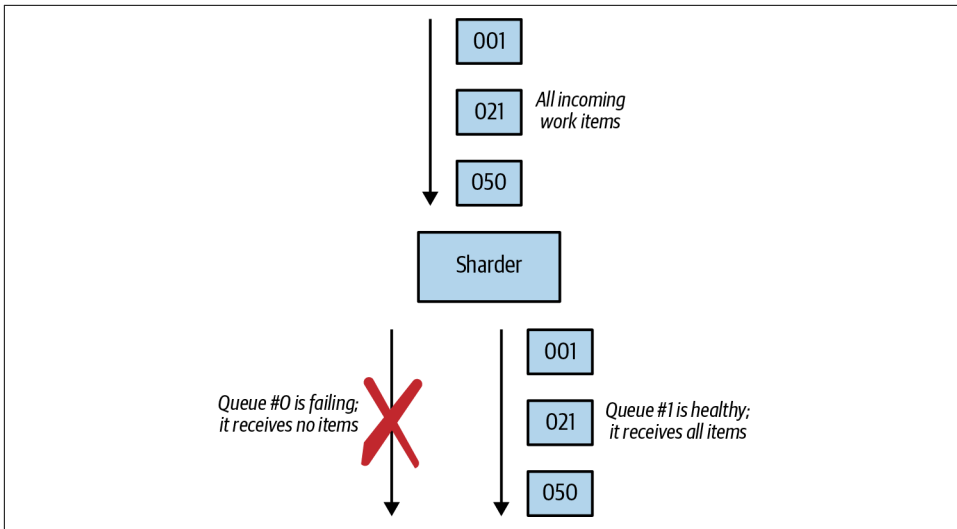 001
021
All incoming
work items
050
Sharder
001
Queue #0 is failing;
it receives no items
021
Queue #1 is healthy;
it receives all items
050